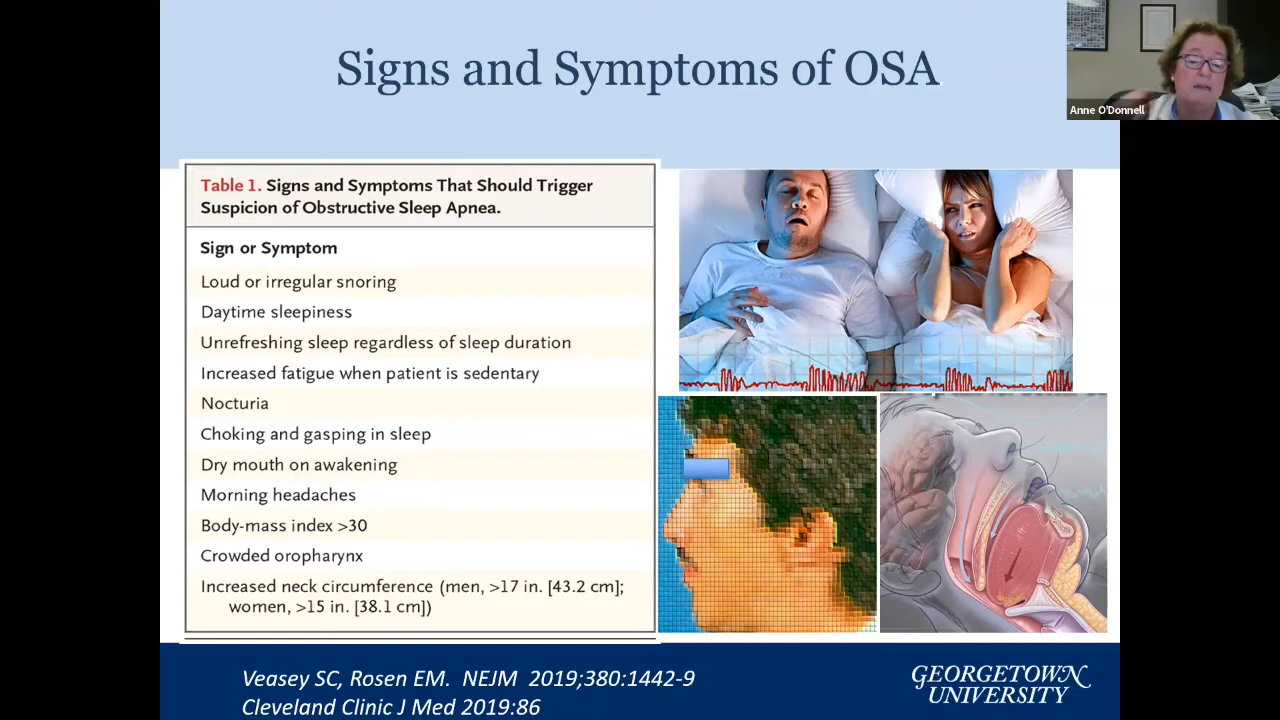 Signs and Symptoms of OSA
Anne O'Donnell
Table 1. Signs and Symptoms That Should Trigger
Suspicion of Obstructive Sleep Apnea.
Sign or Symptom
Loud or irregular snoring
Daytime sleepiness
Unrefreshing sleep regardless of sleep duration
Increased fatigue when patient is sedentary
Nocturia
Choking and gasping in sleep
Dry mouth on awakening
Morning headaches
Body-mass index >30
Crowded oropharynx
Increased neck circumference (men, >17 in. [43.2 cm];
women, >15 in. [38.1 cm])
Veasey SC, Rosen EM. NEJM 2019;380:1442-9
Cleveland Clinic J Med 2019:86
GEORGETOWN
UNIVERSITY